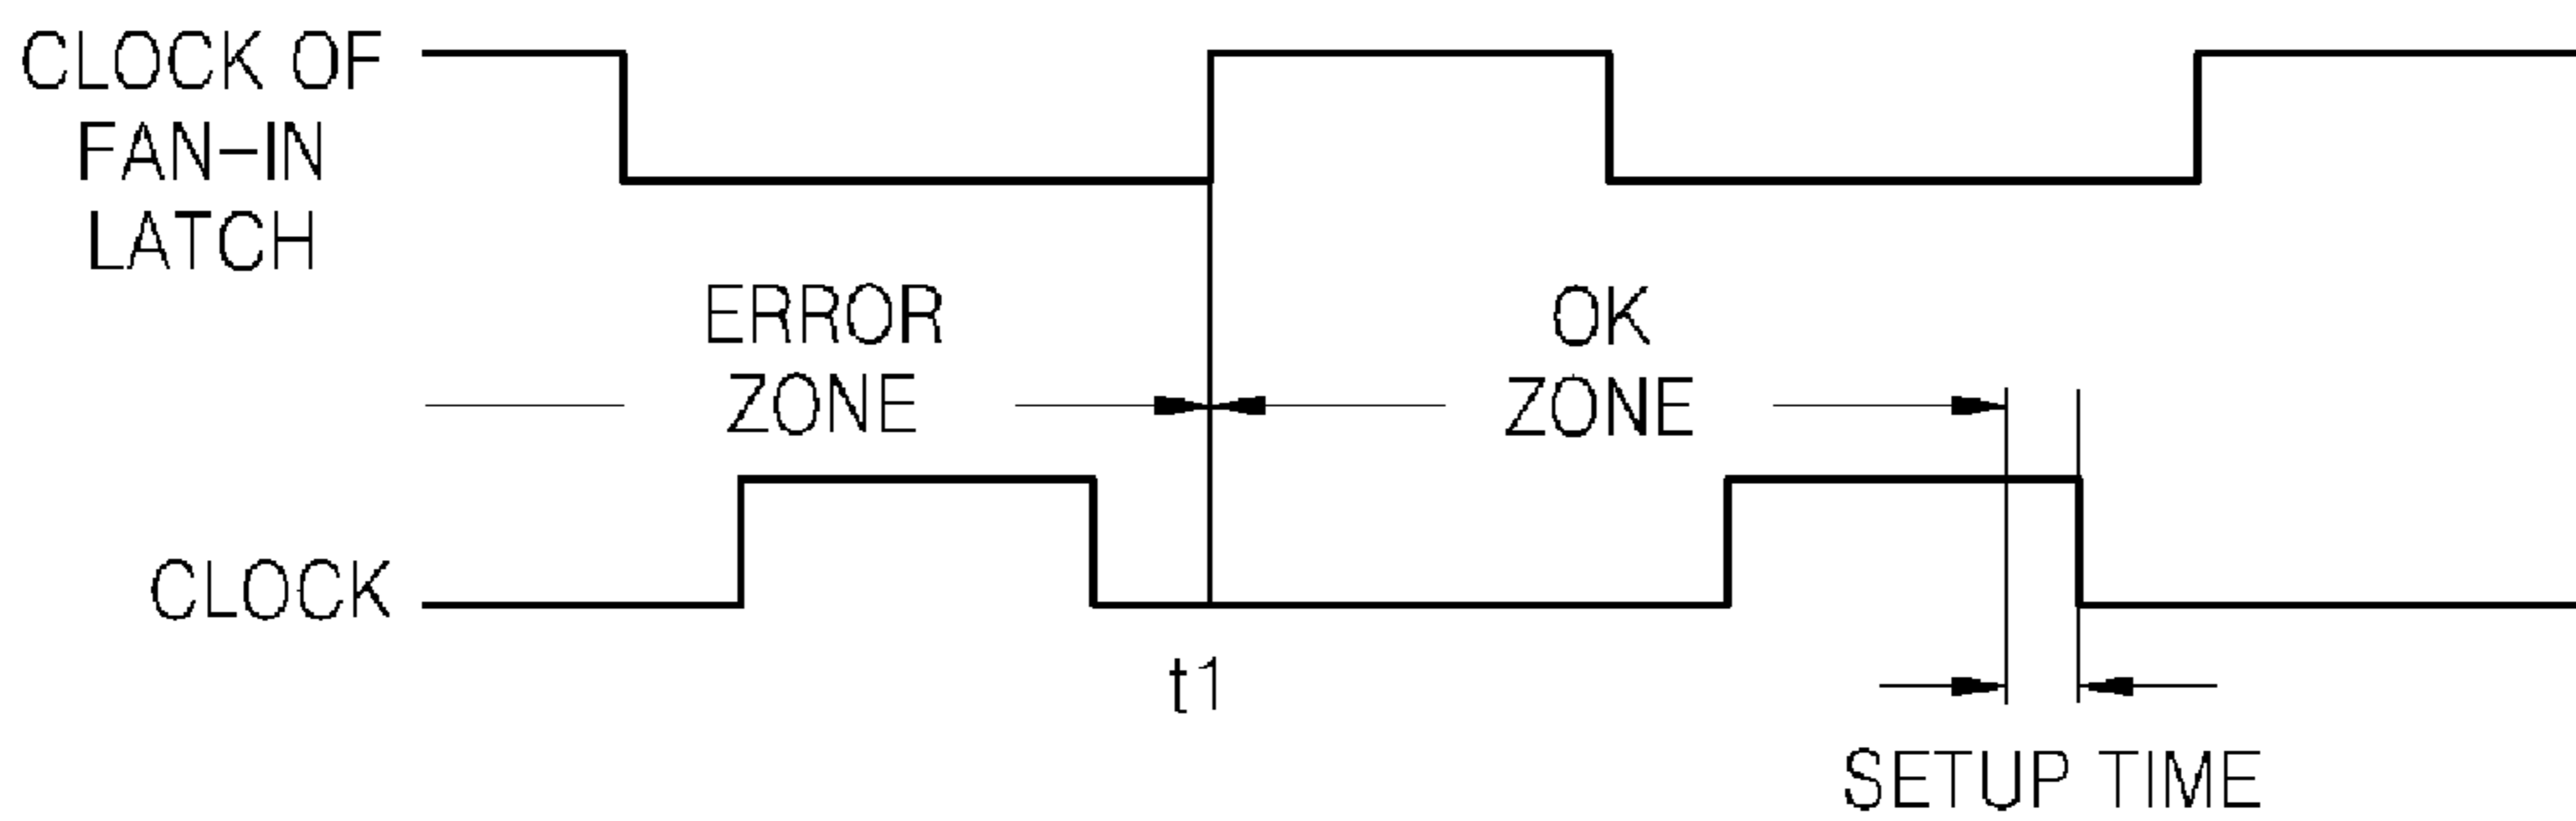 CLOCK OF
FAN-IN
LATCH
ERROR
ZONE
OK
ZONE
CLOCK
t1
SETUP TIME